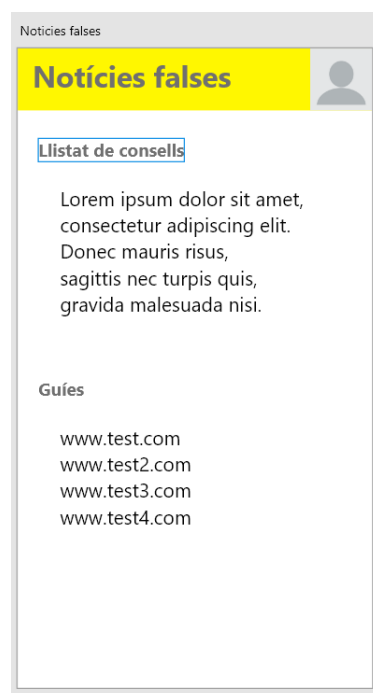 Noticies falses
Notícies falses
Llistat de consells
Lorem ipsum dolor sit amet,
consectetur adipiscing elit.
Donec mauris risus,
sagittis nec turpis quis,
gravida malesuada nisi.
Guíes
www.test.com
www.test2.com
www.test3.com
www.test4.com